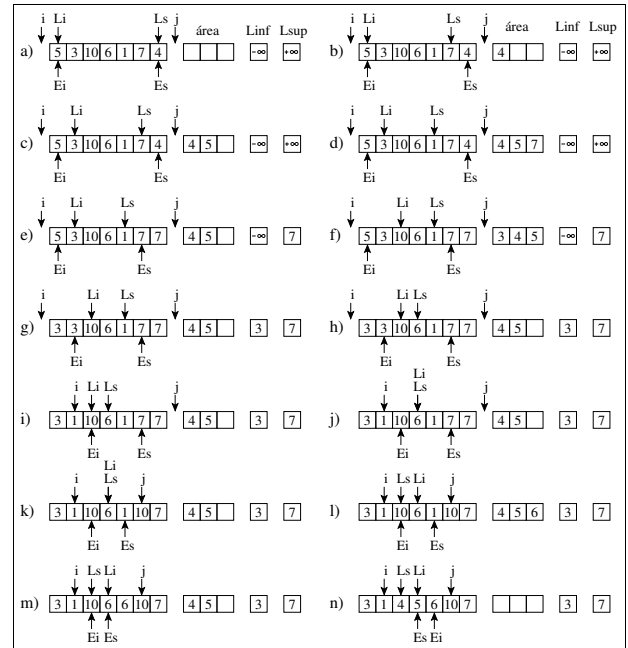 i Li Ls j área Linf Lsup
a) 5 3 10 6 1 7 4 -∞ +∞
Ei Es
i Li Ls j área Linf Lsup
b) 5 3 10 6 1 7 4 4 -∞ +∞
Ei Es
i Li Ls j
c) 5 3 10 6 1 7 4 4 5 -∞ +∞
Ei Es
i Li Ls j
d) 5 3 10 6 1 7 4 4 5 7 -∞ +∞
Ei Es
i Li Ls j
e) 5 3 10 6 1 7 7 4 5 -∞ 7
Ei Es
i Li Ls j
f) 5 3 10 6 1 7 7 3 4 5 -∞ 7
Ei Es
i Li Ls j
g) 3 3 10 6 1 7 7 4 5 3 7
Ei Es
i Li Ls j
h) 3 3 10 6 1 7 7 4 5 3 7
Ei Es
i Li Ls j
i) 3 1 10 6 1 7 7 4 5 3 7
Ei Es
Li
i Ls j
j) 3 1 10 6 1 7 7 4 5 3 7
Ei Es
Li
i Ls j
k) 3 1 10 6 1 10 7 4 5 3 7
Ei Es
i Ls Li j
l) 3 1 10 6 1 10 7 4 5 6 3 7
Ei Es
i Ls Li j
m) 3 1 10 6 6 10 7 4 5 3 7
Ei Es
i Ls Li j
n) 3 1 4 5 6 10 7 3 7
Es Ei